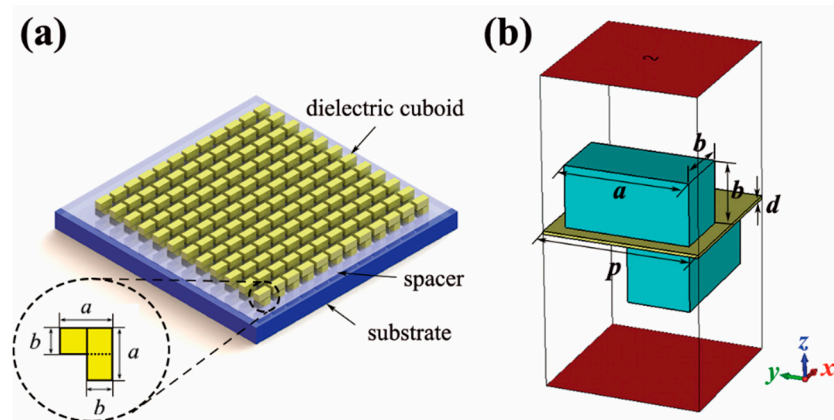 (a)
dielectric cuboid
spacer
substrate
a
b
a
b
(b)
~
b
a
b
d
p
z
y
x